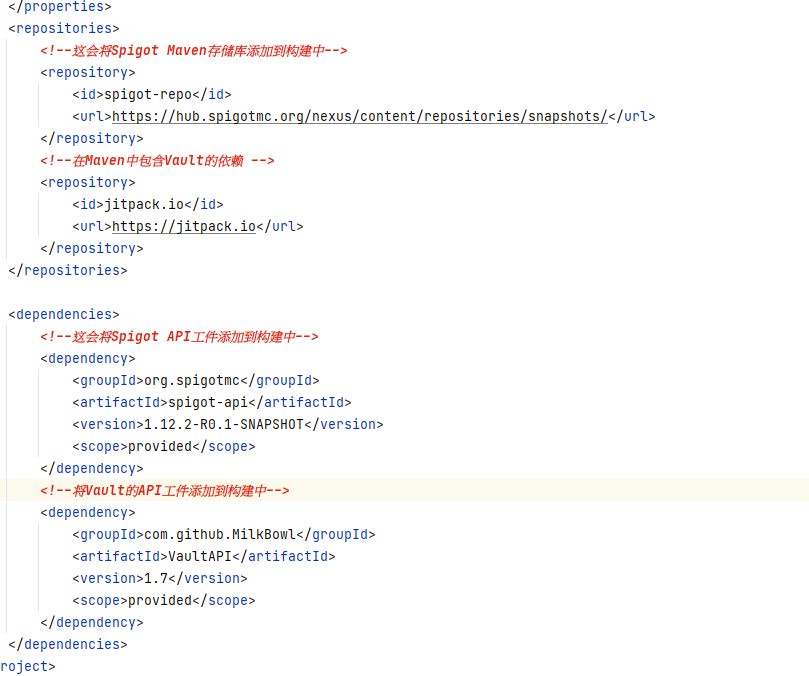 </properties>
<repositories>
<!--这会将Spigot Maven存储库添加到构建中-->
<repository>
<id>spigot-repo</id>
<url>https://hub.spigotmc.org/nexus/content/repositories/snapshots/</url>
</repository>
<!--在Maven中包含Vault的依赖 -->
<repository>
<id>jitpack.io</id>
<url>https://jitpack.io</url>
</repository>
</repositories>
<dependencies>
<!--这会将Spigot API工件添加到构建中-->
<dependency>
<groupId>org.spigotmc</groupId>
<artifactId>spigot-api</artifactId>
<version>1.12.2-R0.1-SNAPSHOT</version>
<scope>provided</scope>
</dependency>
<!--将Vault的API工件添加到构建中-->
<dependency>
<groupId>com.github.MilkBowl</groupId>
<artifactId>VaultAPI</artifactId>
<version>1.7</version>
<scope>provided</scope>
</dependency>
</dependencies>
roject>